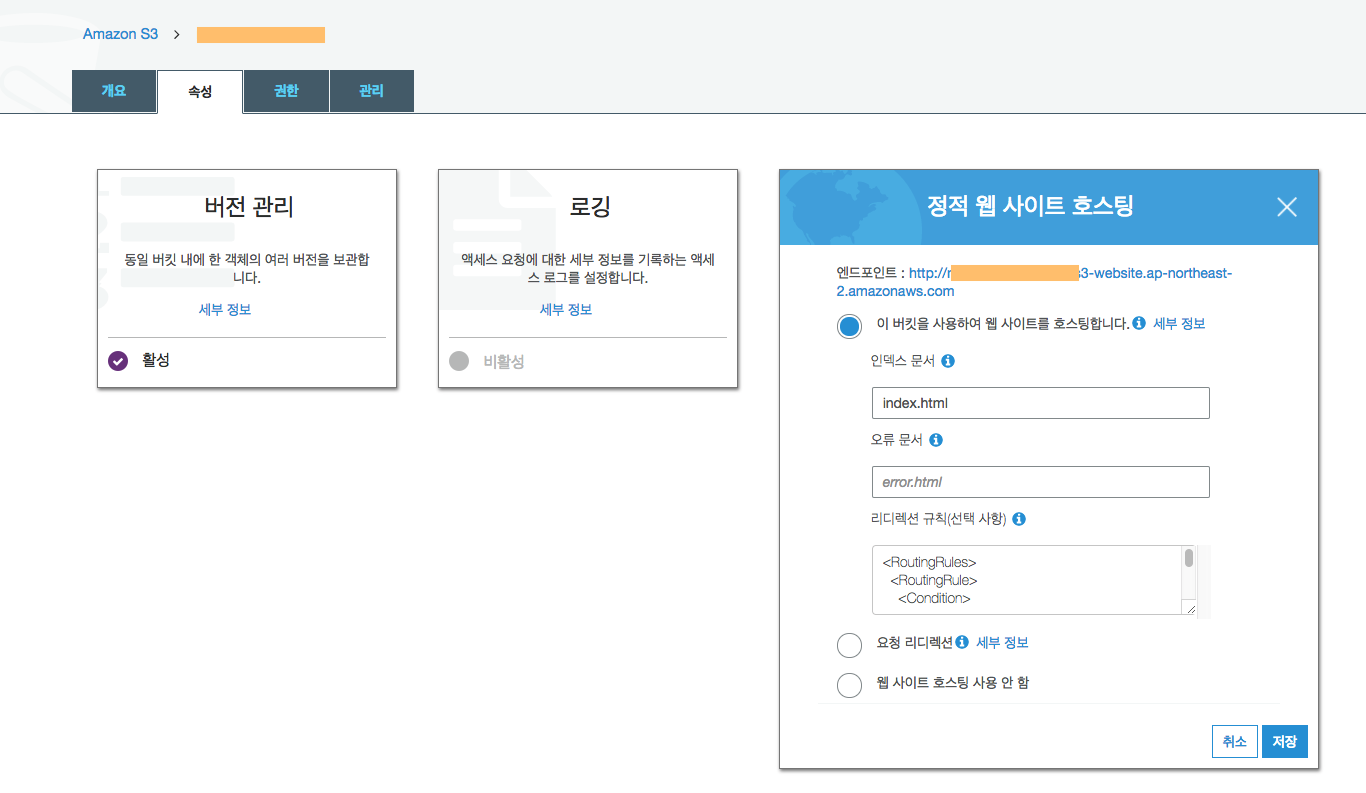 Amazon S3 >
개요
속성
권한
관리
버전 관리
동일 버킷 내에 한 객체의 여러 버전을 보관합
니다.
세부 정보
활성
로깅
액세스 요청에 대한 세부 정보를 기록하는 액세
스 로그를 설정합니다.
세부 정보
비활성
정적 웹 사이트 호스팅
엔드포인트 : http://r s3-website.ap-northeast-
2.amazonaws.com
이 버킷을 사용하여 웹 사이트를 호스팅합니다. 세부 정보
인덱스 문서
index.html
오류 문서
error.html
리디렉션 규칙(선택 사항)
<RoutingRules>
<RoutingRule>
<Condition>
요청 리디렉션 세부 정보
웹 사이트 호스팅 사용 안 함
취소
저장